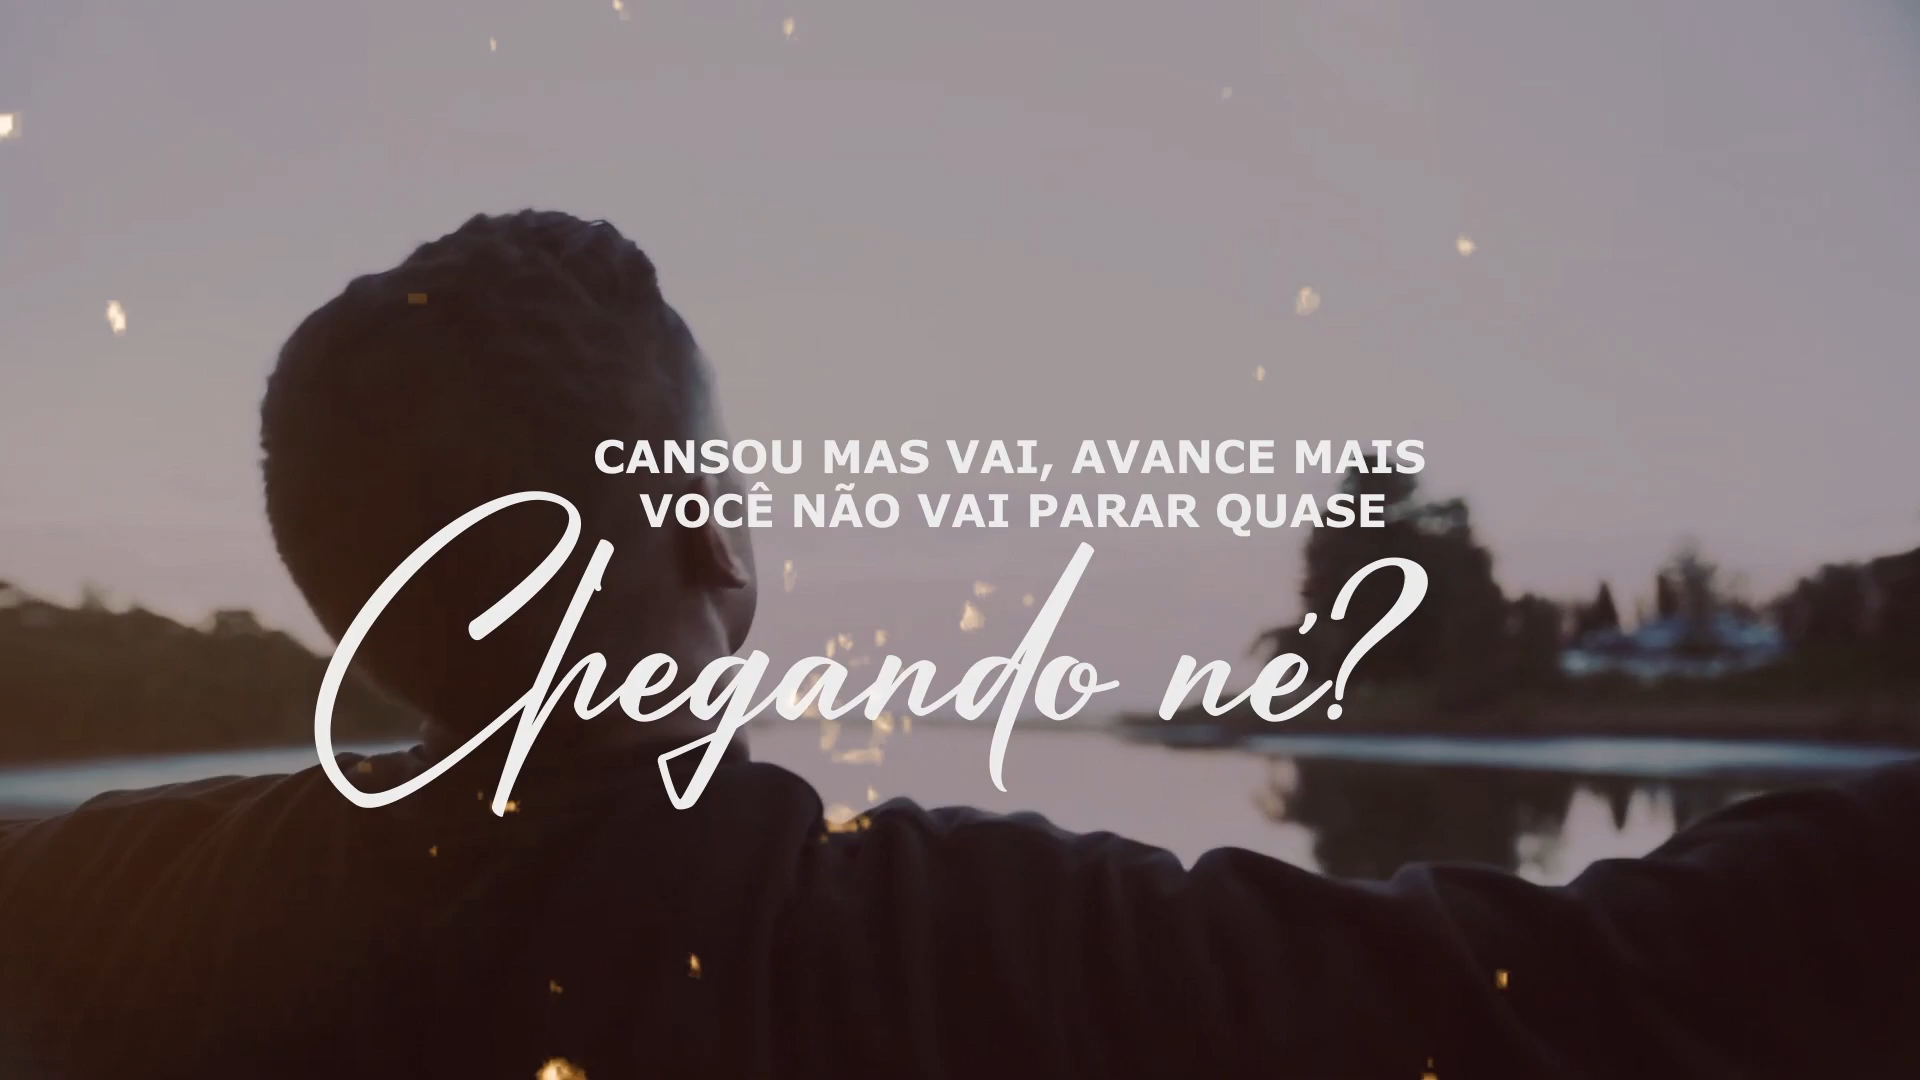 CANSOU MAS VAI, AVANCE MAIS
VOCÊ NÃO VAI PARAR QUASE
Chegando né?